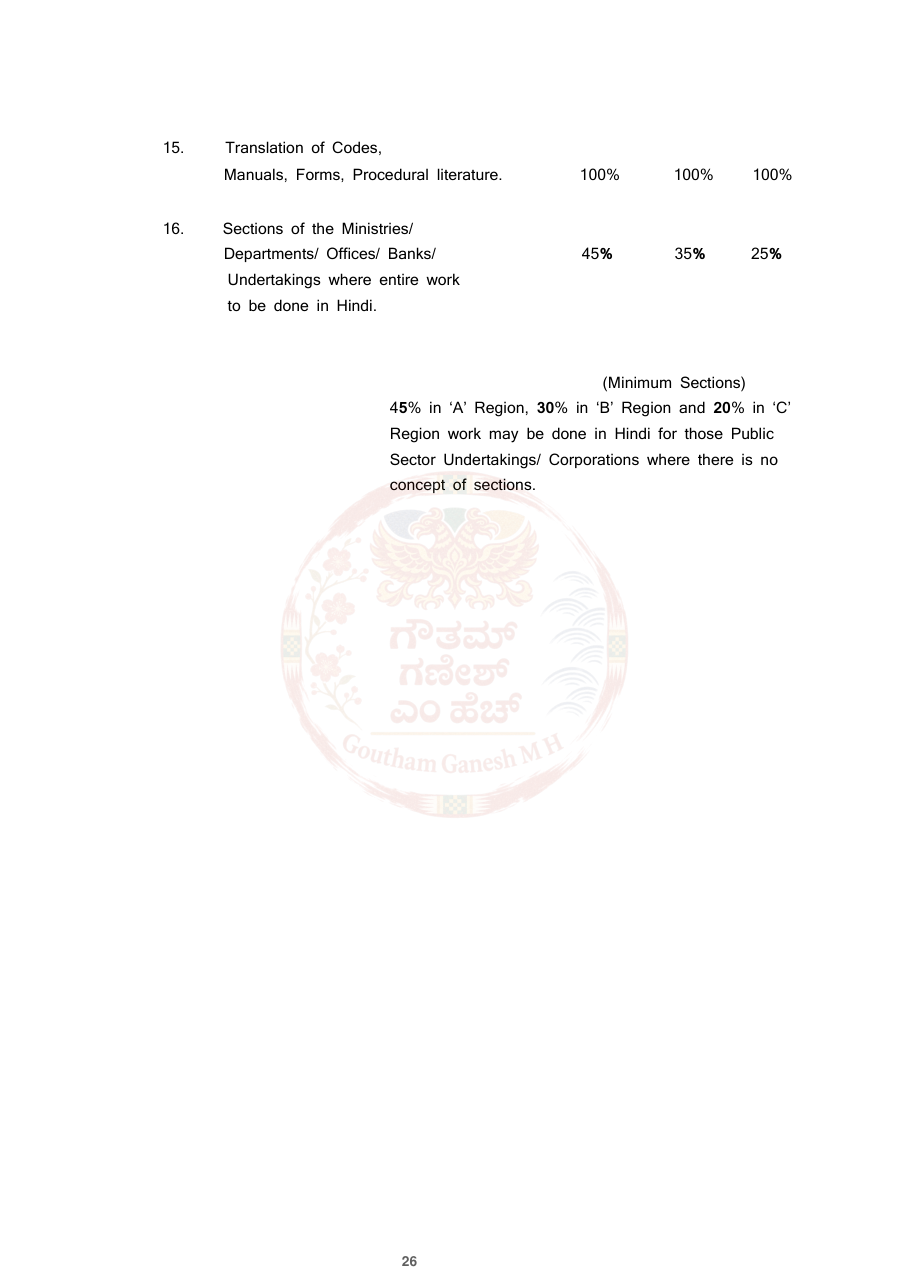 15. Translation of Codes,
Manuals, Forms, Procedural literature. 100% 100% 100%
16. Sections of the Ministries/
Departments/ Offices/ Banks/ 45% 35% 25%
Undertakings where entire work
to be done in Hindi.
(Minimum Sections)
45% in ‘A’ Region, 30% in ‘B’ Region and 20% in ‘C’
Region work may be done in Hindi for those Public
Sector Undertakings/ Corporations where there is no
concept of sections.
ಗೌತಮ್
ಗಣೇಶ್
ಎಂ ಹೆಚ್
Goutham Ganesh M H
26